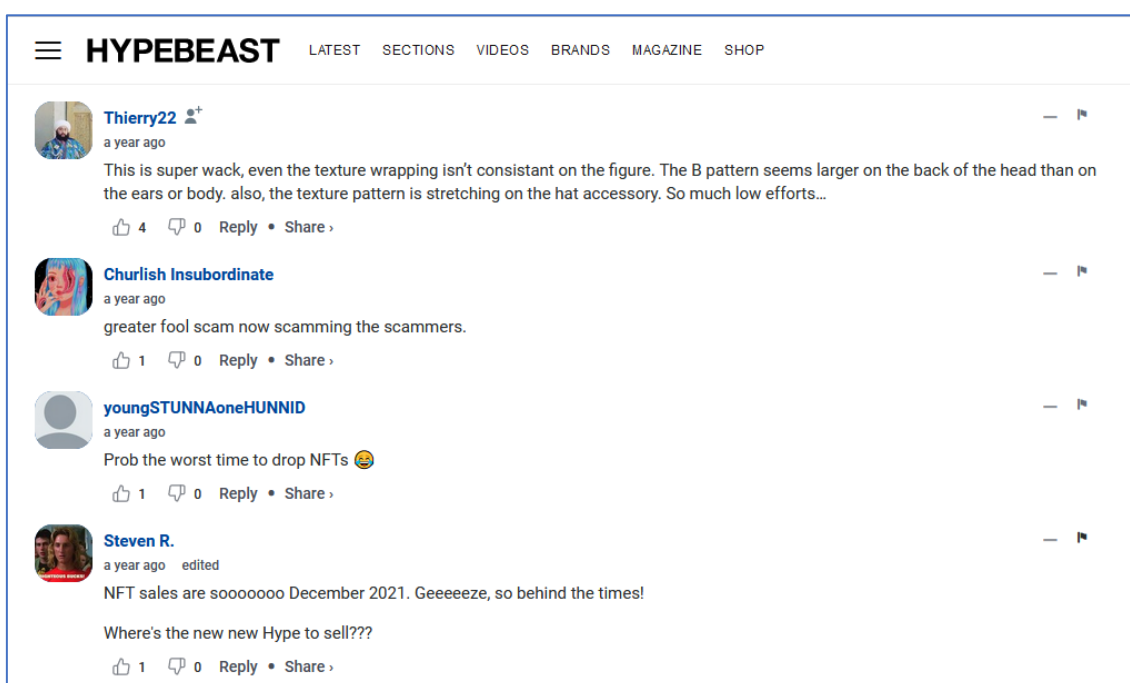 HYPEBEAST LATEST SECTIONS VIDEOS BRANDS MAGAZINE SHOP
Thierry22
a year ago
This is super wack, even the texture wrapping isn’t consistant on the figure. The B pattern seems larger on the back of the head than on
the ears or body. also, the texture pattern is stretching on the hat accessory. So much low efforts…
4 0 Reply • Share ›
Churlish Insubordinate
a year ago
greater fool scam now scamming the scammers.
1 0 Reply • Share ›
youngSTUNNAoneHUNNID
a year ago
Prob the worst time to drop NFTs 😂
1 0 Reply • Share ›
Steven R.
a year ago edited
NFT sales are sooooooo December 2021. Geeeeeze, so behind the times!
Where's the new new Hype to sell???
1 0 Reply • Share ›